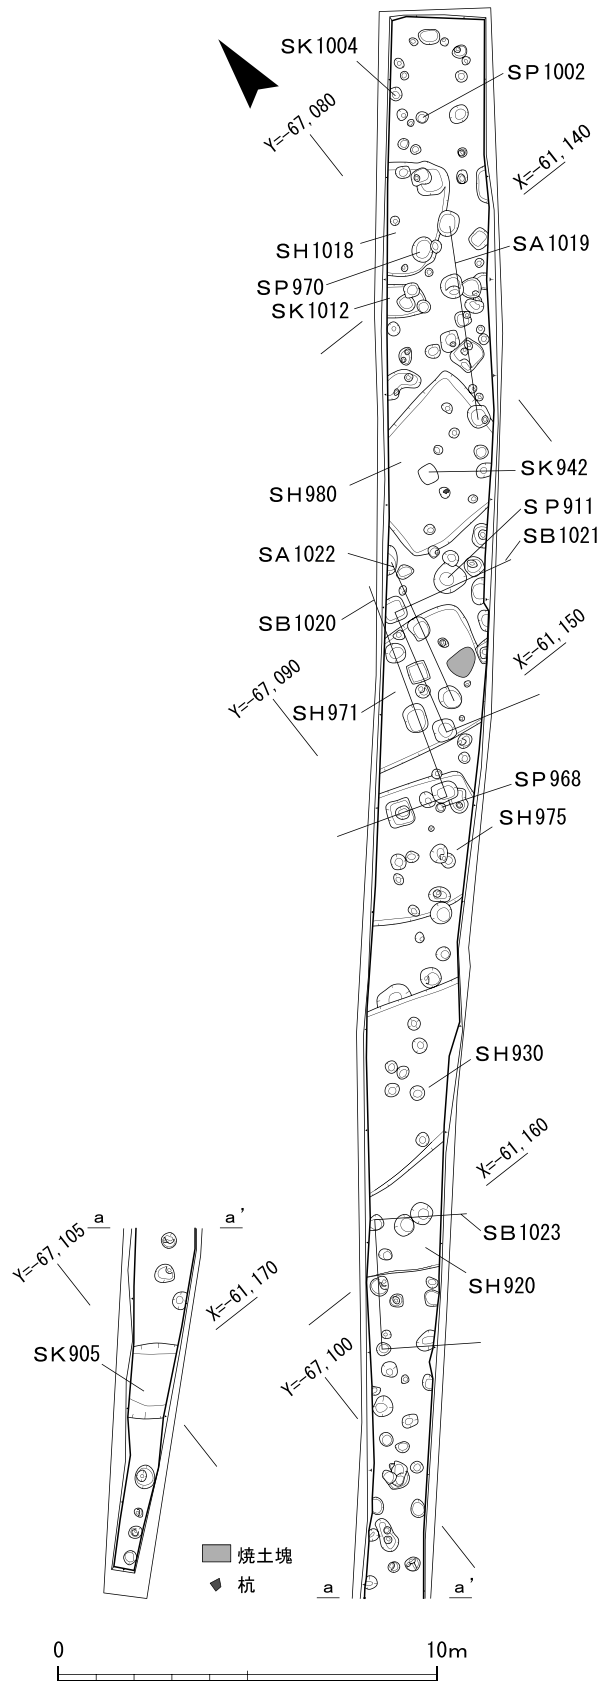 SK1004
SP1002
Y=-67,080
X=-61,140
SH1018
SA1019
SP970
SK1012
SK942
SH980
SP911
SB1021
SA1022
SB1020
X=-61,150
Y=-67,090
SH971
SP968
SH975
SH930
X=-61,160
a a'
SB1023
Y=-67,105
X=-61,170
SH920
SK905
Y=-67,100
焼土塊
杭
a a'
0 10m